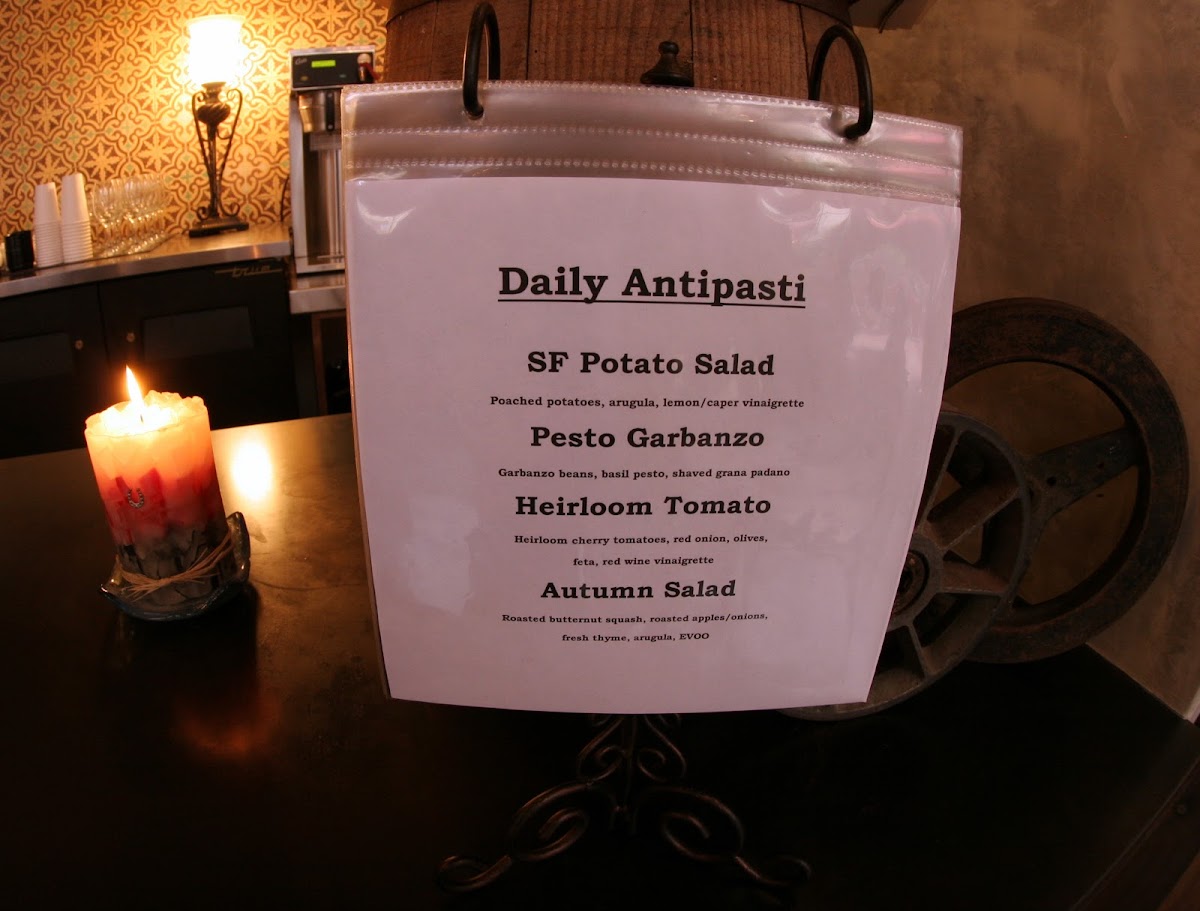 true
Daily Antipasti
SF Potato Salad
Poached potatoes, arugula, lemon/caper vinaigrette
Pesto Garbanzo
Garbanzo beans, basil pesto, shaved grana padano
Heirloom Tomato
Heirloom cherry tomatoes, red onion, olives,
feta, red wine vinaigrette
Autumn Salad
Roasted butternut squash, roasted apples/onions,
fresh thyme, arugula, EVOO